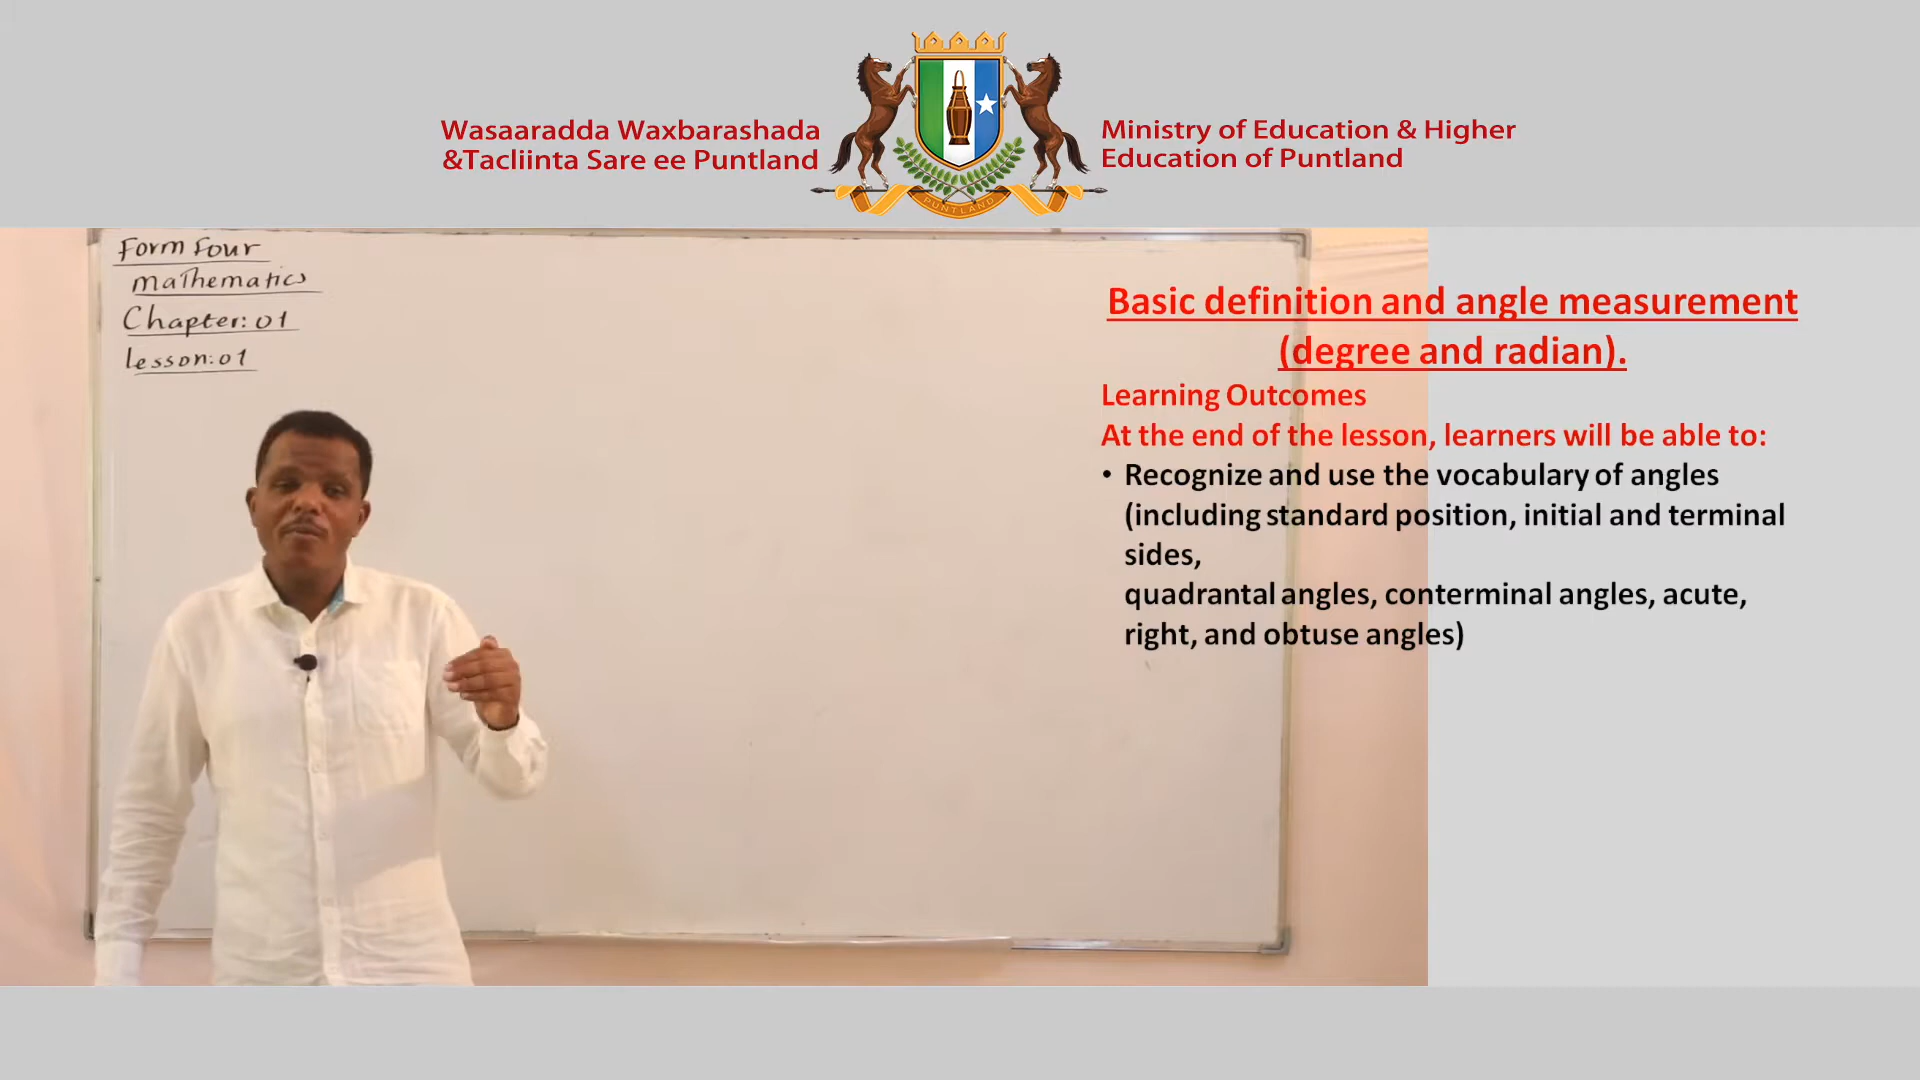 Wasaaradda Waxbarashada
&Tacliinta Sare ee Puntland
PUNTLAND
Ministry of Education & Higher
Education of Puntland
Form Four
mathematics
Chapter: 01
lesson: 01
Basic definition and angle measurement
(degree and radian).
Learning Outcomes
At the end of the lesson, learners will be able to:
• Recognize and use the vocabulary of angles
(including standard position, initial and terminal
sides,
quadrantal angles, conterminal angles, acute,
right, and obtuse angles)